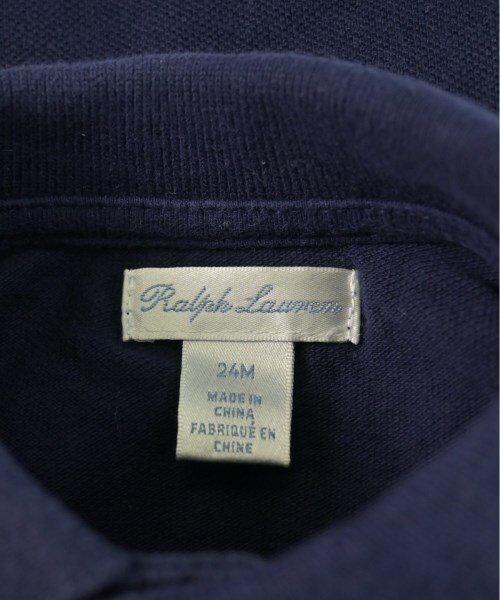 Ralph Lauren
24M
MADE IN
CHINA
FABRIQUÉ EN
CHINE